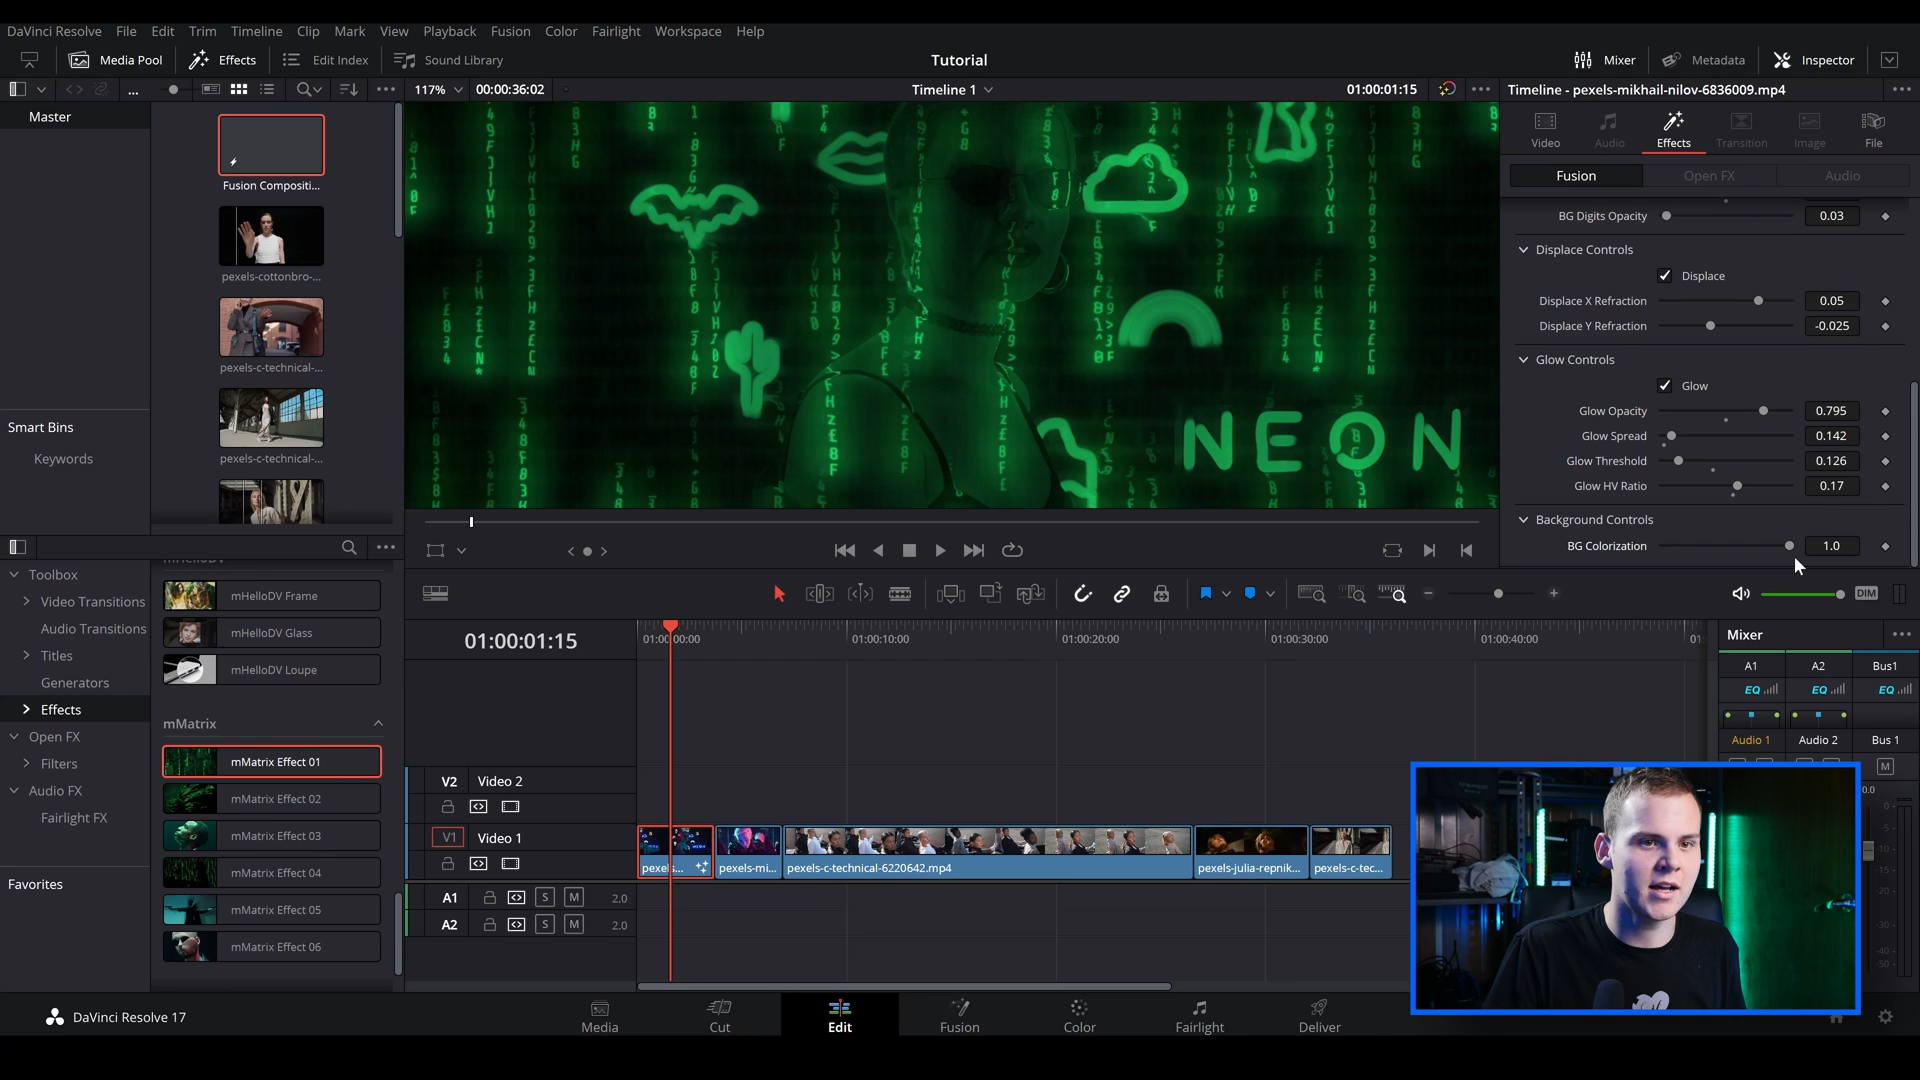 DaVinci Resolve File Edit Trim Timeline Clip Mark View Playback Fusion Color Fairlight Workspace Help
Media Pool Effects Edit Index Sound Library Tutorial Mixer Metadata Inspector
... 117% 00:00:36:02 Timeline 1 01:00:01:15 Timeline - pexels-mikhail-nilov-6836009.mp4
Master
Fusion Compositi...
pexels-cottonbro-...
pexels-c-technical-...
pexels-c-technical-...
Smart Bins
Keywords
NEON
Video Audio Effects Transition Image File
Fusion Open FX Audio
BG Digits Opacity 0.03
Displace Controls
Displace
Displace X Refraction 0.05
Displace Y Refraction -0.025
Glow Controls
Glow
Glow Opacity 0.795
Glow Spread 0.142
Glow Threshold 0.126
Glow HV Ratio 0.17
Background Controls
BG Colorization 1.0
DIM
Toolbox
Video Transitions
Audio Transitions
Titles
Generators
Effects
Open FX
Filters
Audio FX
Fairlight FX
Favorites
mHelloDV
mHelloDV Frame
mHelloDV Glass
mHelloDV Loupe
mMatrix
mMatrix Effect 01
mMatrix Effect 02
mMatrix Effect 03
mMatrix Effect 04
mMatrix Effect 05
mMatrix Effect 06
01:00:01:15
01:00:00:00 01:00:10:00 01:00:20:00 01:00:30:00 01:00:40:00
V2 Video 2
V1 Video 1
pexels... pexels-mi... pexels-c-technical-6220642.mp4 pexels-julia-repnik... pexels-c-tec...
A1 S M 2.0
A2 S M 2.0
Mixer
A1 A2 Bus1
EQ EQ EQ
Audio 1 Audio 2 Bus 1
M
DaVinci Resolve 17
Media Cut Edit Fusion Color Fairlight Deliver